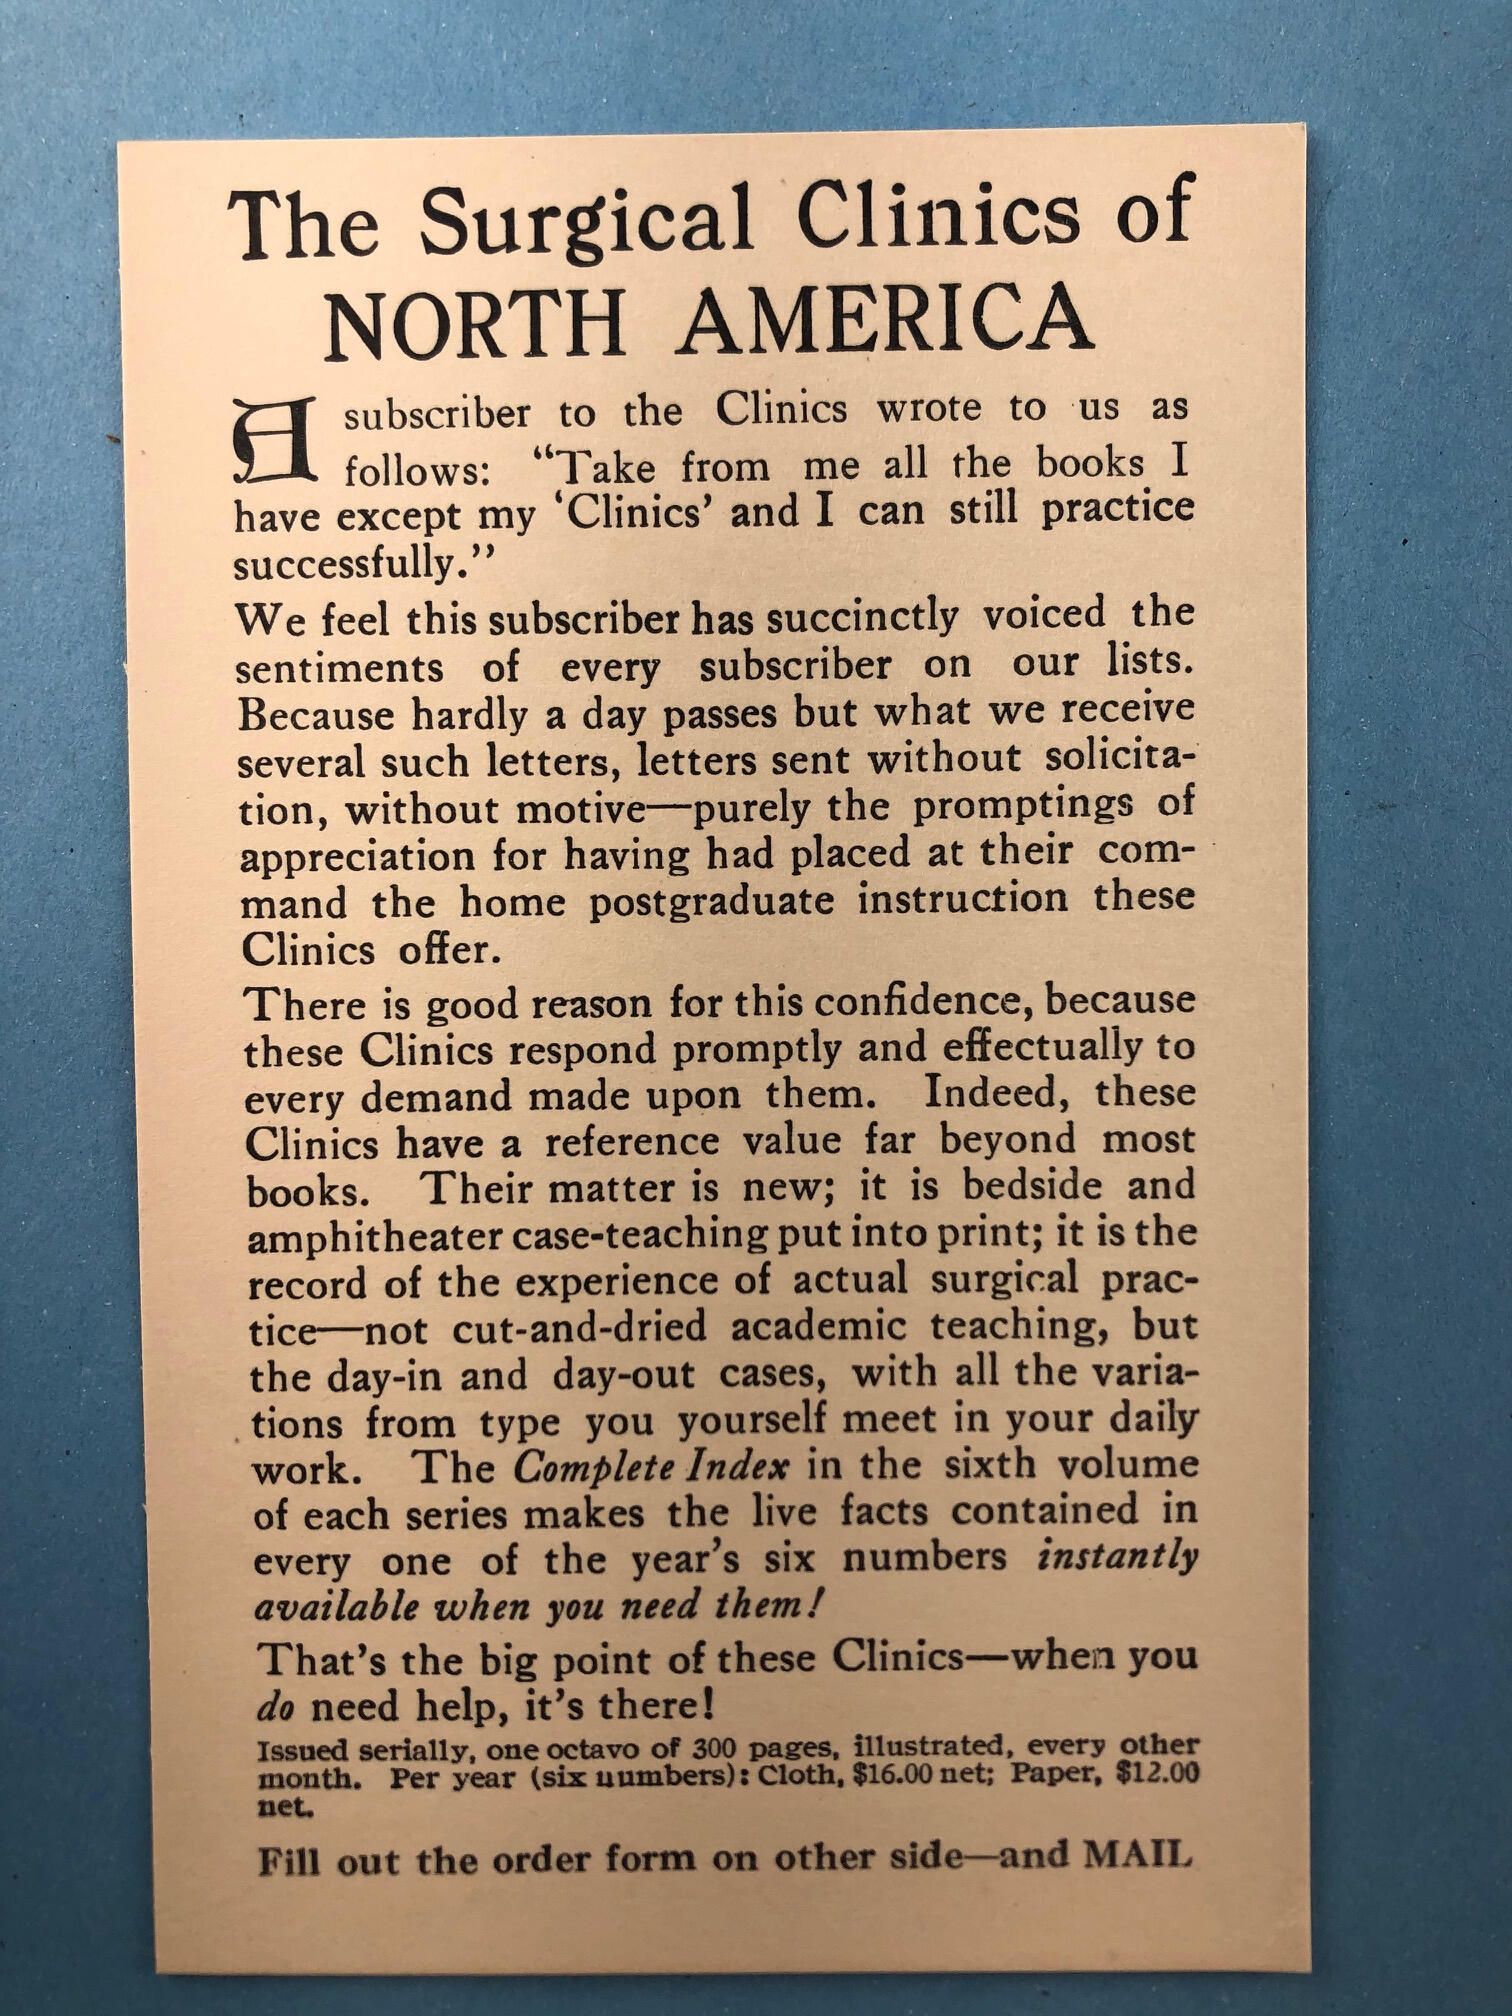 The Surgical Clinics of
NORTH AMERICA
A subscriber to the Clinics wrote to us as
follows: “Take from me all the books I
have except my ‘Clinics’ and I can still practice
successfully.”
We feel this subscriber has succinctly voiced the
sentiments of every subscriber on our lists.
Because hardly a day passes but what we receive
several such letters, letters sent without solicita-
tion, without motive—purely the promptings of
appreciation for having had placed at their com-
mand the home postgraduate instruction these
Clinics offer.
There is good reason for this confidence, because
these Clinics respond promptly and effectually to
every demand made upon them. Indeed, these
Clinics have a reference value far beyond most
books. Their matter is new; it is bedside and
amphitheater case-teaching put into print; it is the
record of the experience of actual surgical prac-
tice—not cut-and-dried academic teaching, but
the day-in and day-out cases, with all the varia-
tions from type you yourself meet in your daily
work. The Complete Index in the sixth volume
of each series makes the live facts contained in
every one of the year’s six numbers instantly
available when you need them!
That’s the big point of these Clinics—when you
do need help, it’s there!
Issued serially, one octavo of 300 pages, illustrated, every other
month. Per year (six numbers): Cloth, $16.00 net; Paper, $12.00
net.
Fill out the order form on other side—and MAIL